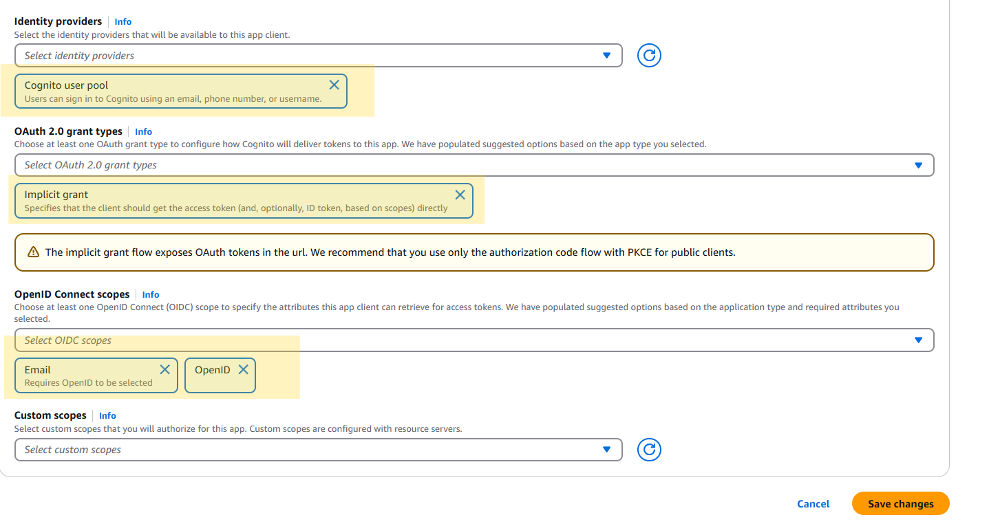 Identity providers Info
Select the identity providers that will be available to this app client.
Select identity providers
Cognito user pool
Users can sign in to Cognito using an email, phone number, or username.
OAuth 2.0 grant types Info
Choose at least one OAuth grant type to configure how Cognito will deliver tokens to this app. We have populated suggested options based on the app type you selected.
Select OAuth 2.0 grant types
Implicit grant
Specifies that the client should get the access token (and, optionally, ID token, based on scopes) directly
The implicit grant flow exposes OAuth tokens in the url. We recommend that you use only the authorization code flow with PKCE for public clients.
OpenID Connect scopes Info
Choose at least one OpenID Connect (OIDC) scope to specify the attributes this app client can retrieve for access tokens. We have populated suggested options based on the application type and required attributes you
selected.
Select OIDC scopes
Email OpenID
Requires OpenID to be selected
Custom scopes Info
Select custom scopes that you will authorize for this app. Custom scopes are configured with resource servers.
Select custom scopes
Cancel Save changes